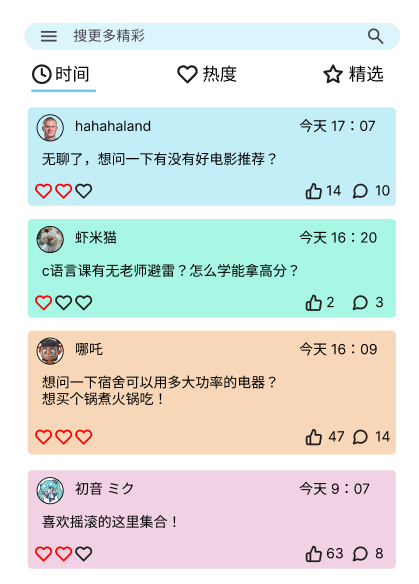 搜更多精彩
时间 热度 精选
hahahaland 今天 17：07
无聊了，想问一下有没有好电影推荐？
14 10
虾米猫 今天 16：20
c语言课有无老师避雷？怎么学能拿高分？
2 3
哪吒 今天 16：09
想问一下宿舍可以用多大功率的电器？
想买个锅煮火锅吃！
47 14
初音 ミク 今天 9：07
喜欢摇滚的这里集合！
63 8